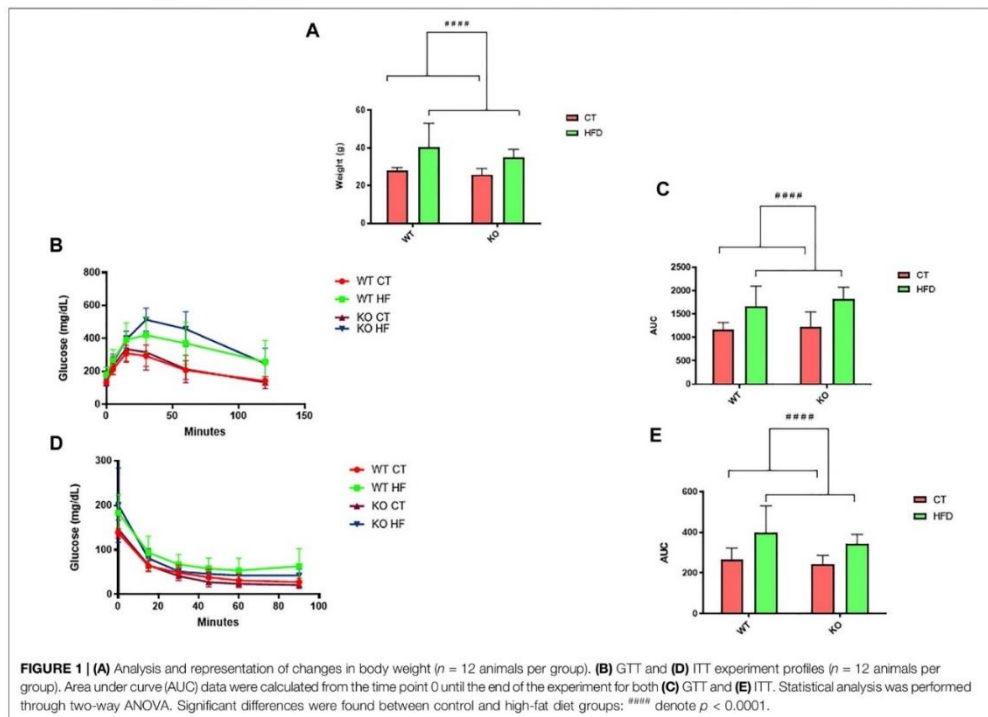 A
####
60
40
20
0
Weight (g)
WT
KO
CT
HFD
B
800
600
400
200
0
Glucose (mg/dL)
0
50
100
150
Minutes
WT CT
WT HF
KO CT
KO HF
C
####
2500
2000
1500
1000
500
0
AUC
WT
KO
CT
HFD
D
300
200
100
0
Glucose (mg/dL)
0
20
40
60
80
100
Minutes
WT CT
WT HF
KO CT
KO HF
E
####
600
400
200
0
AUC
WT
KO
CT
HFD
FIGURE 1 | (A) Analysis and representation of changes in body weight (n = 12 animals per group). (B) GTT and (D) ITT experiment profiles (n = 12 animals per
group). Area under curve (AUC) data were calculated from the time point 0 until the end of the experiment for both (C) GTT and (E) ITT. Statistical analysis was performed
through two-way ANOVA. Significant differences were found between control and high-fat diet groups: #### denote p < 0.0001.